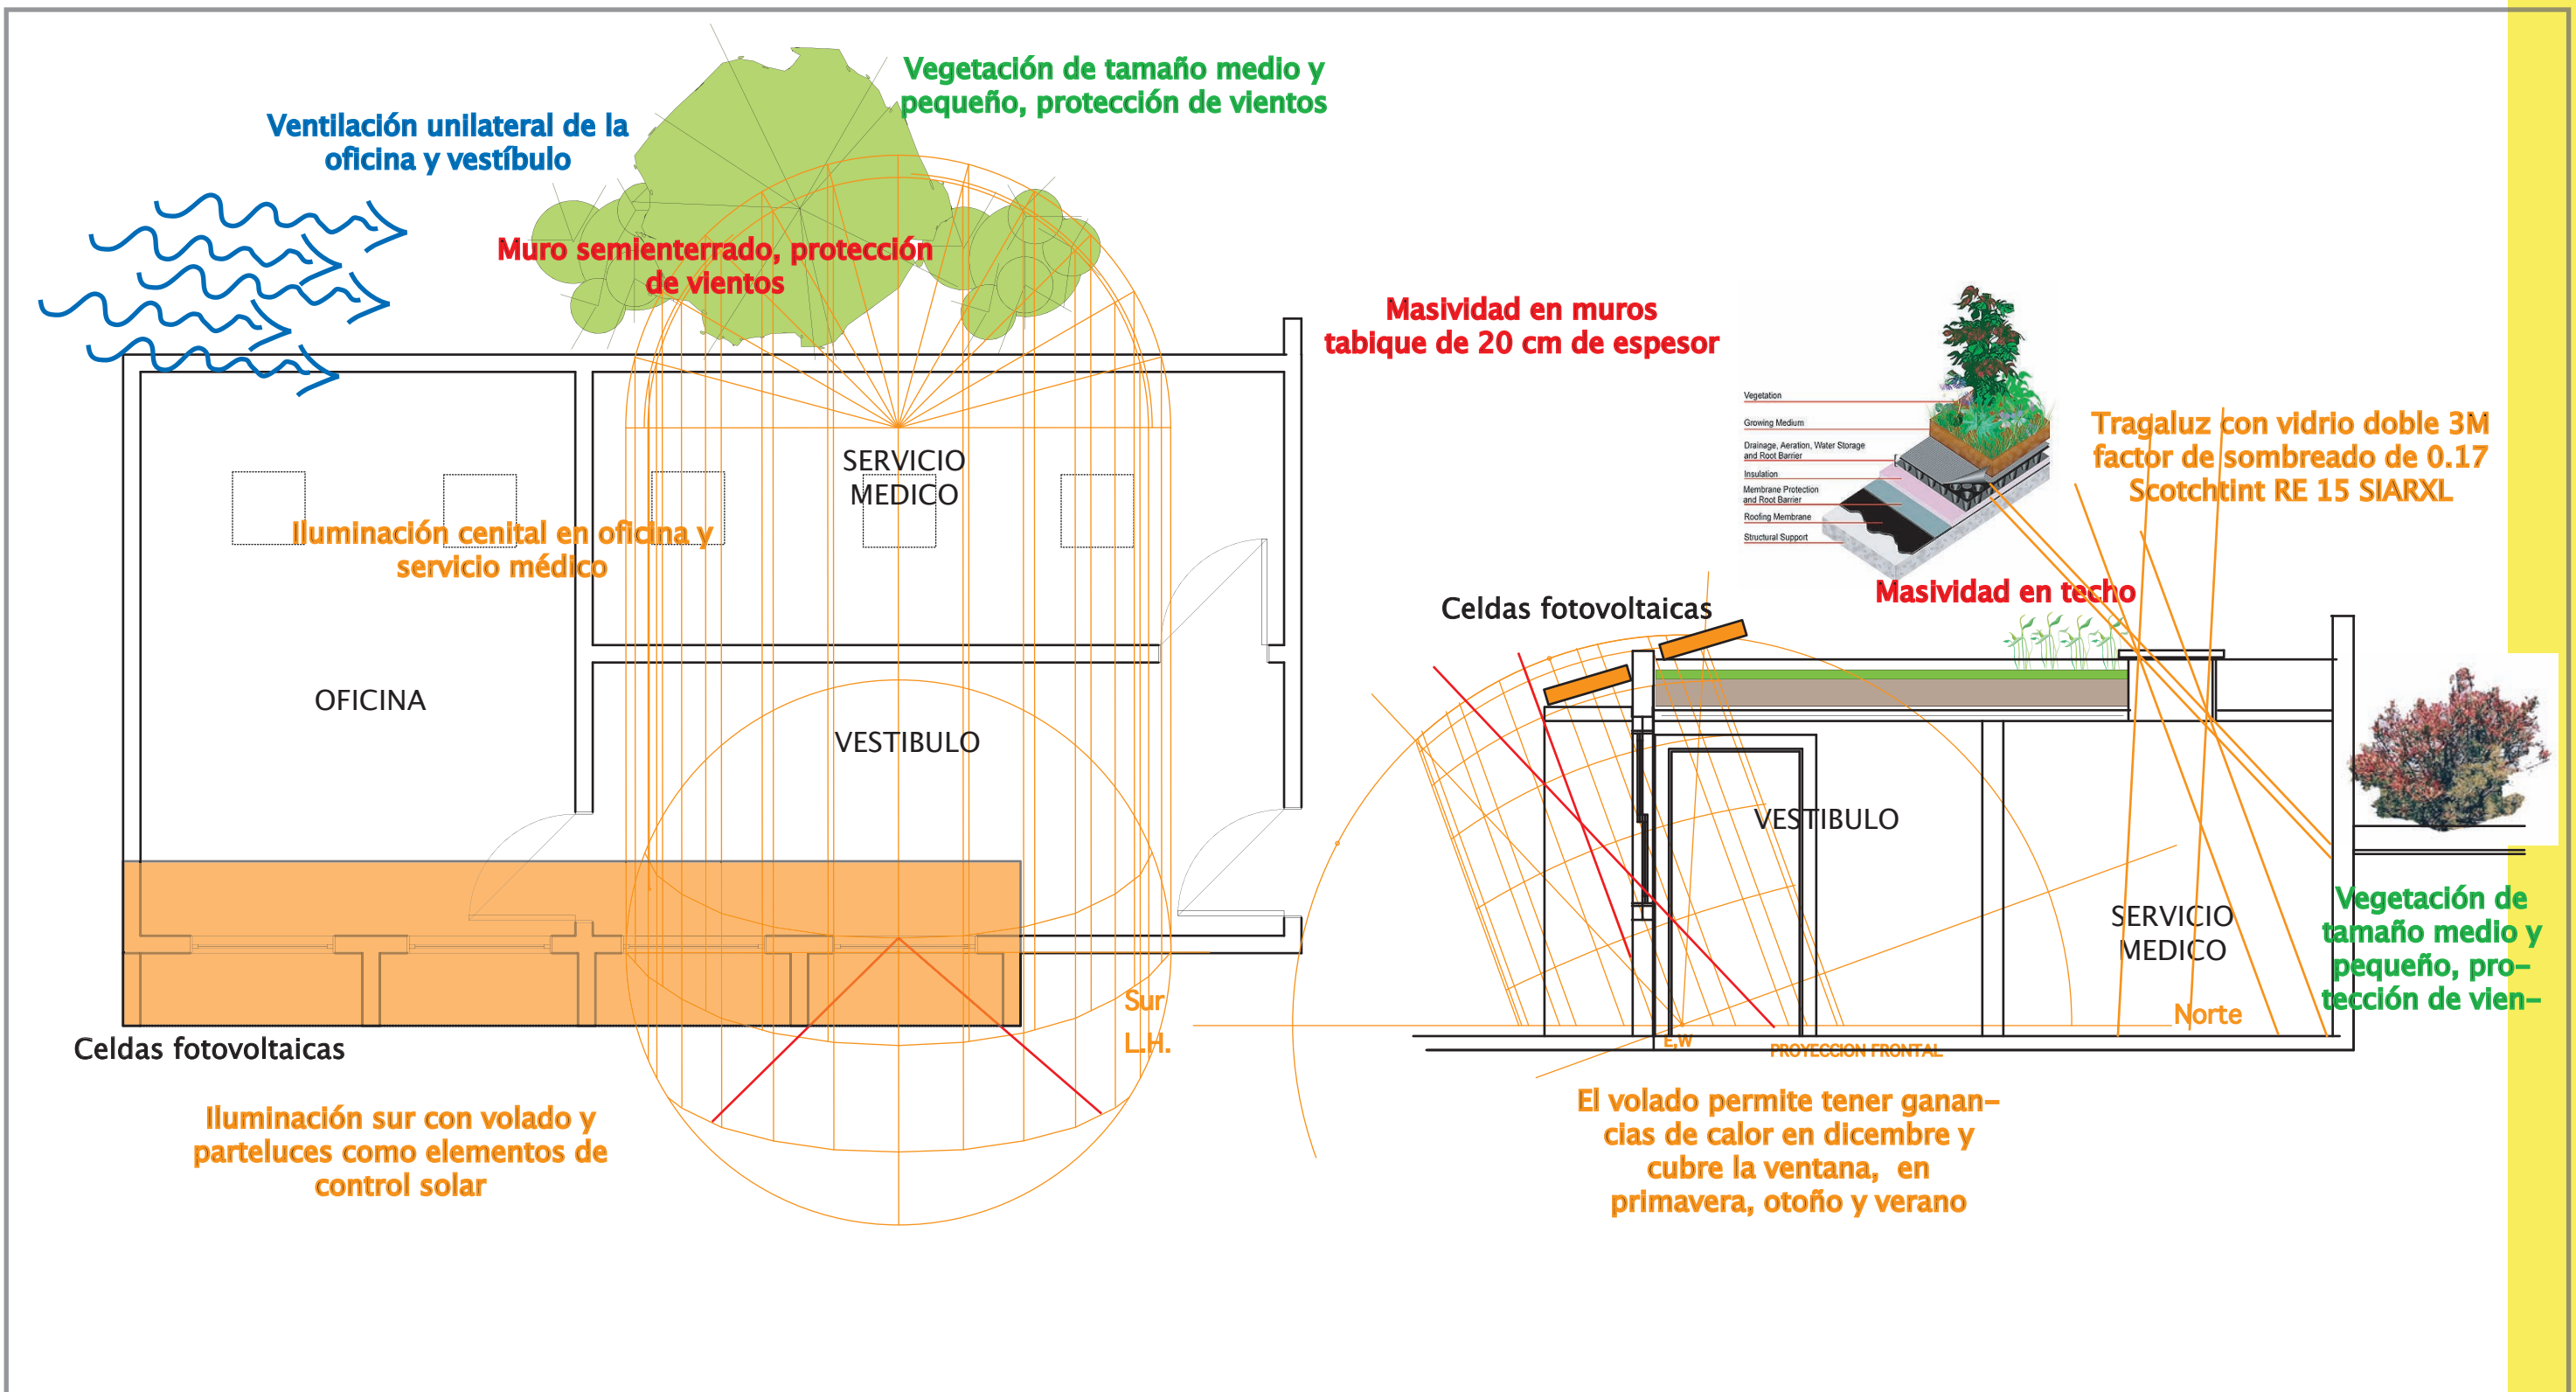 Vegetación de tamaño medio y
pequeño, protección de vientos
Ventilación unilateral de la
oficina y vestíbulo
Muro semienterrado, protección
de vientos
Masividad en muros
tabique de 20 cm de espesor
Vegetation
Growing Medium
Drainage, Aeration, Water Storage
and Root Barrier
Insulation
Membrane Protection
and Root Barrier
Roofing Membrane
Structural Support
Tragaluz con vidrio doble 3M
factor de sombreado de 0.17
Scotchtint RE 15 SIARXL
SERVICIO
MEDICO
Iluminación cenital en oficina y
servicio médico
Masividad en techo
Celdas fotovoltaicas
OFICINA
VESTIBULO
VESTIBULO
SERVICIO
MEDICO
Vegetación de
tamaño medio y
pequeño, pro-
tección de vien-
Sur
L.H.
Norte
E,W
PROYECCION FRONTAL
Celdas fotovoltaicas
Iluminación sur con volado y
parteluces como elementos de
control solar
El volado permite tener ganan-
cias de calor en dicembre y
cubre la ventana, en
primavera, otoño y verano